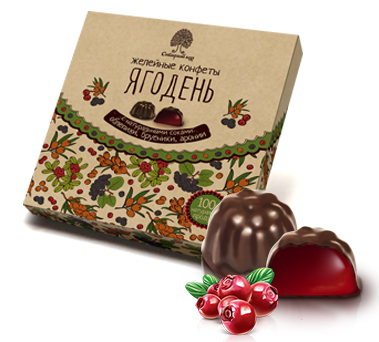 Сибирский кедр
желейные конфеты
ЯГОДЕНЬ
с натуральными соками:
облепихи, брусники, аронии
100%